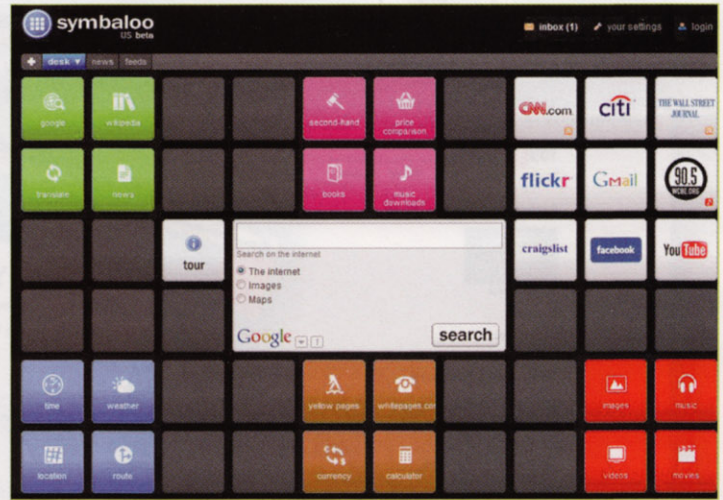 symbaloo
US beta
inbox (1) your settings login
desk news feeds
google wikipedia second-hand price comparison CNN.com citi THE WALL STREET JOURNAL
translate news books music downloads flickr Gmail 90.5 WCBE.ORG
tour craigslist facebook YouTube
Search on the internet
The internet
Images
Maps
Google search
time weather yellow pages whitepages.com images music
location route currency calculator videos movies